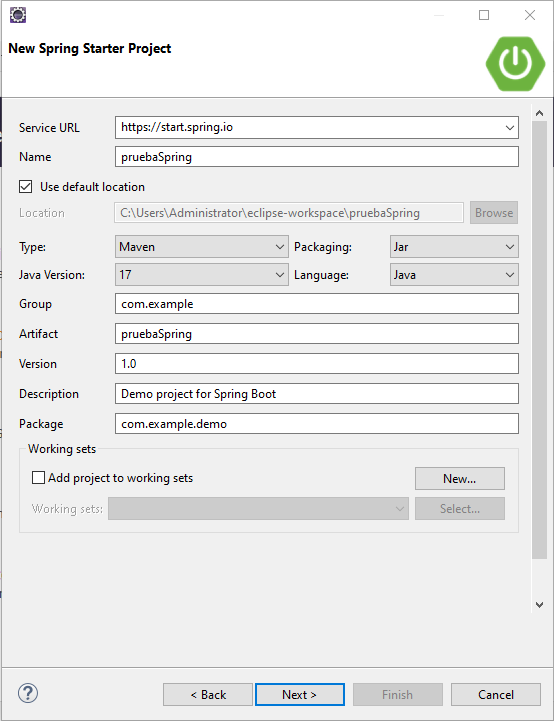 New Spring Starter Project
Service URL https://start.spring.io
Name pruebaSpring
Use default location
Location C:\Users\Administrator\eclipse-workspace\pruebaSpring Browse
Type: Maven Packaging: Jar
Java Version: 17 Language: Java
Group com.example
Artifact pruebaSpring
Version 1.0
Description Demo project for Spring Boot
Package com.example.demo
Working sets
Add project to working sets New...
Working sets: Select...
? < Back Next > Finish Cancel